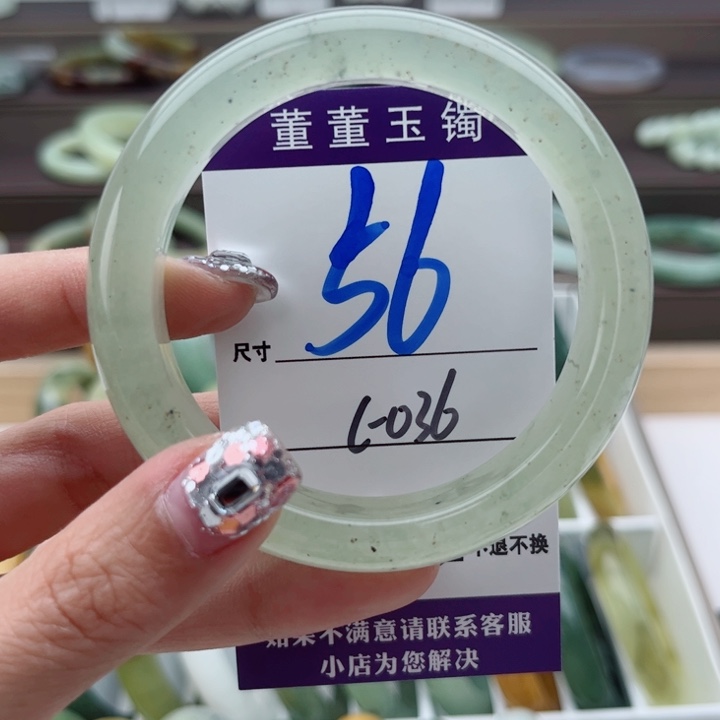 董董玉镯
56
尺寸
L-036
不退不换
如果不满意请联系客服
小店为您解决